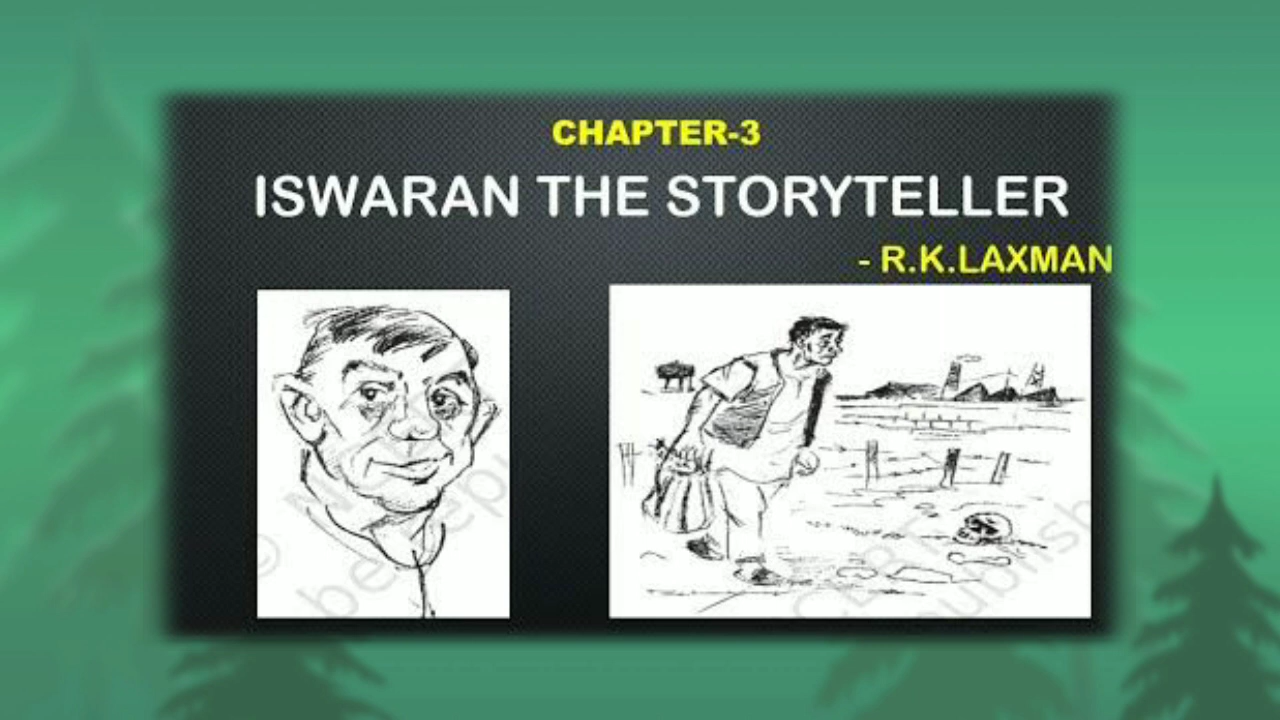 CHAPTER-3
ISWARAN THE STORYTELLER
- R.K.LAXMAN